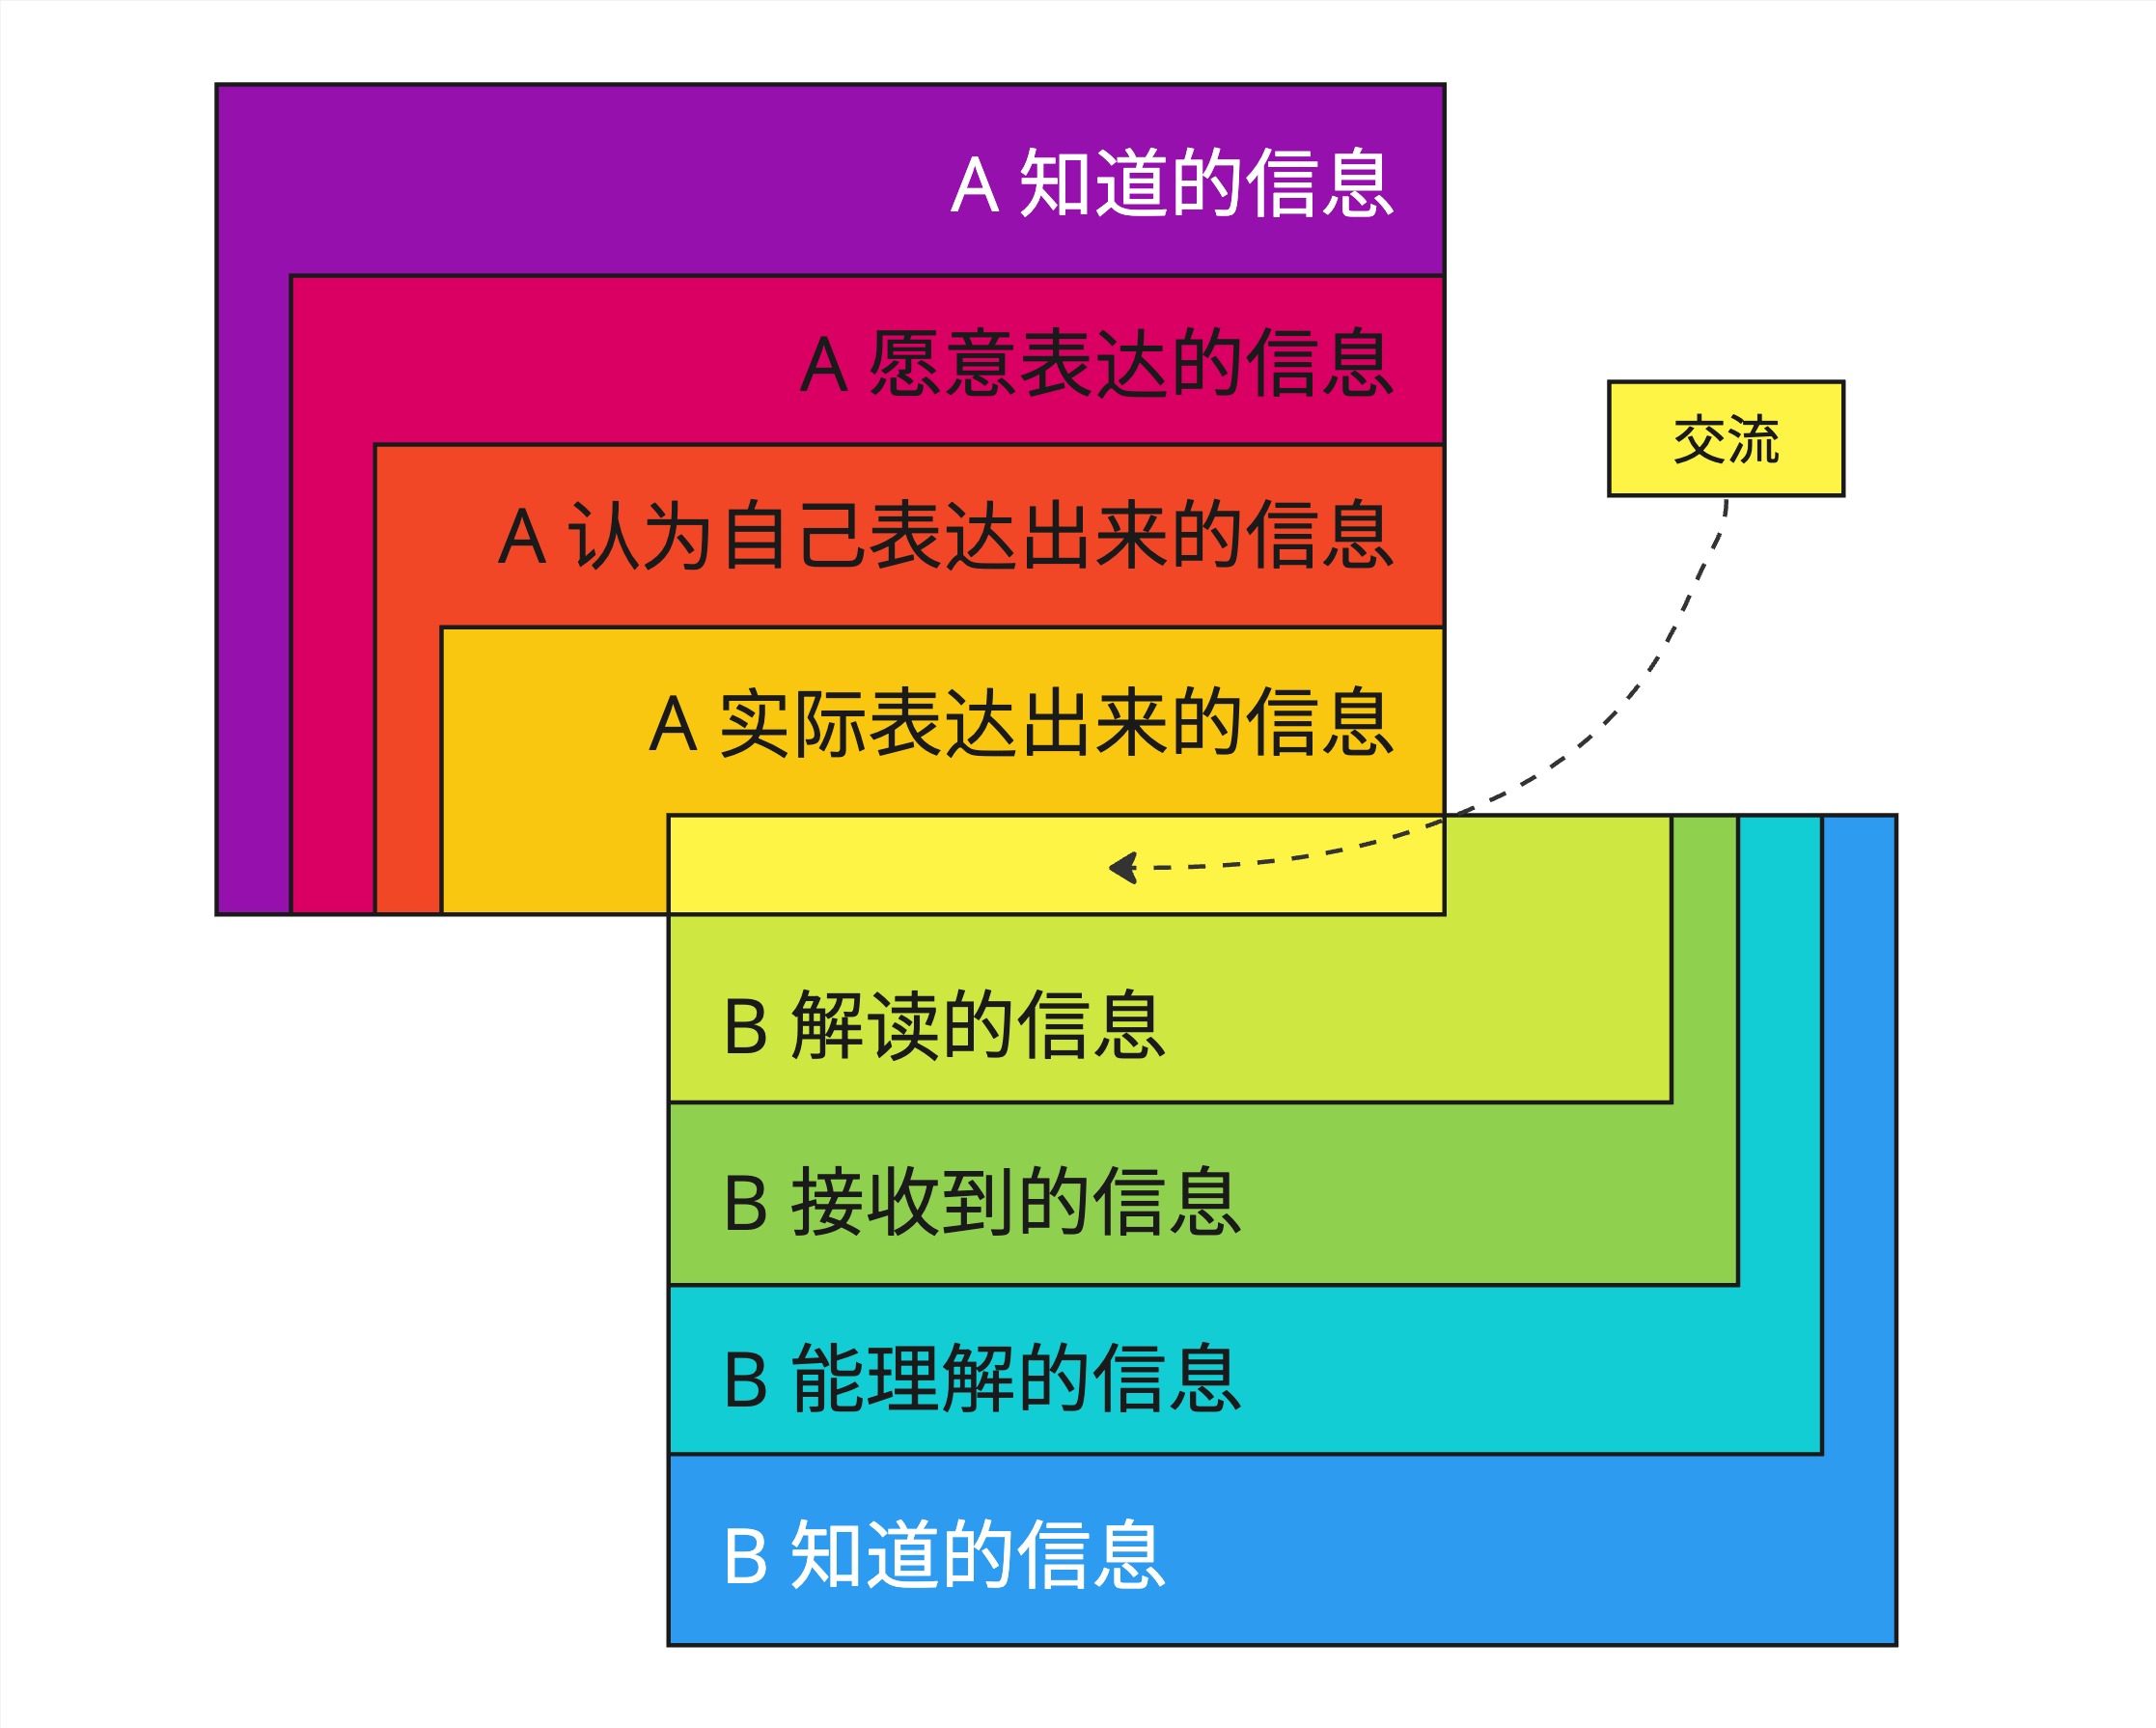 A 知道的信息
A 愿意表达的信息
交流
A 认为自己表达出来的信息
A 实际表达出来的信息
B 解读的信息
B 接收到的信息
B 能理解的信息
B 知道的信息